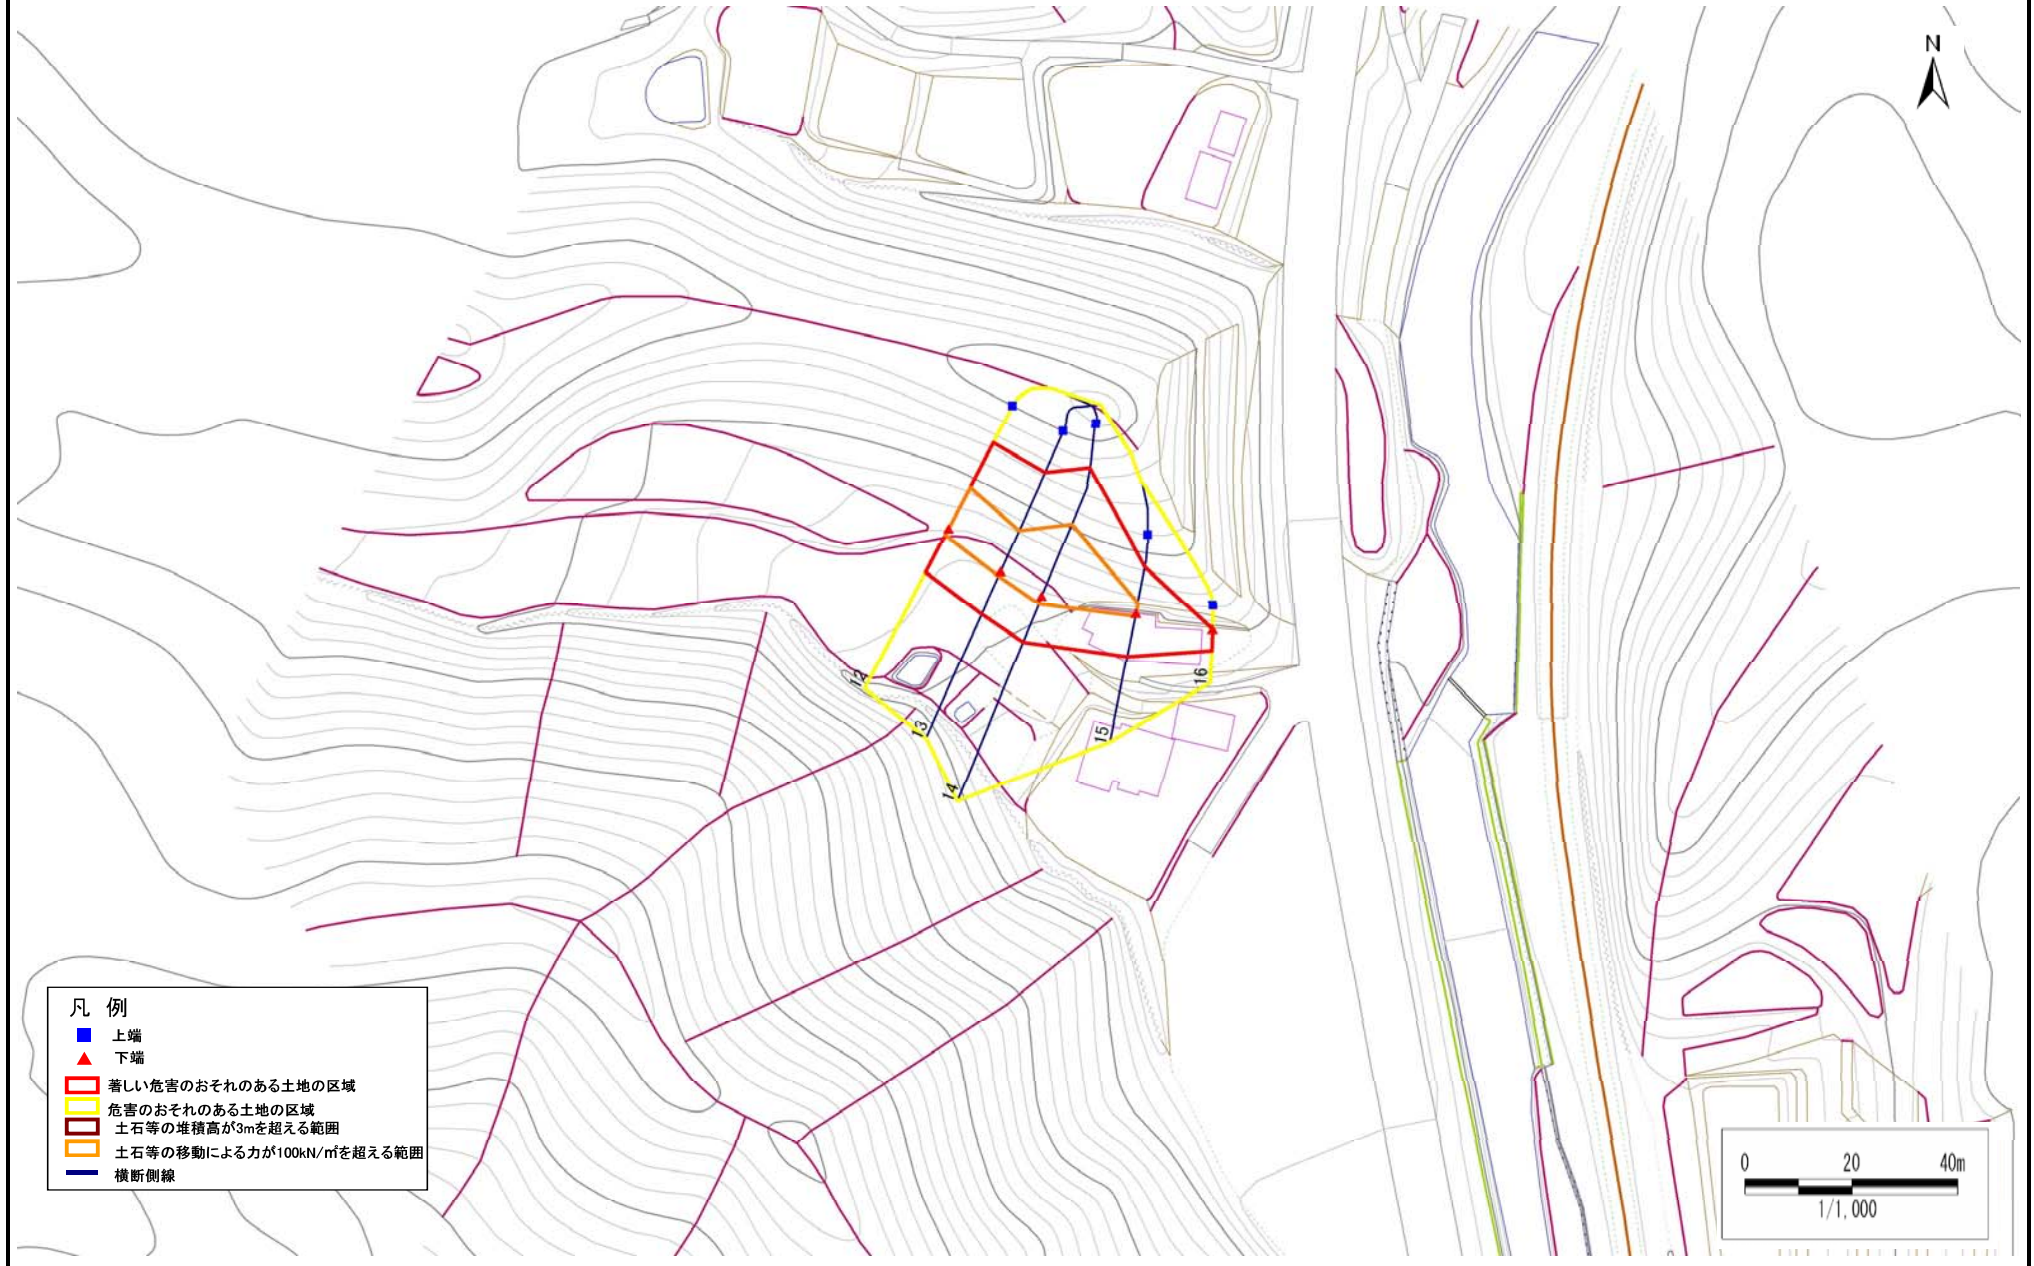 N
12
13
14
15
16
凡 例
上端
下端
著しい危害のおそれのある土地の区域
危害のおそれのある土地の区域
土石等の堆積高が3mを超える範囲
土石等の移動による力が100kN/㎡を超える範囲
横断側線
0 20 40m
1/1,000